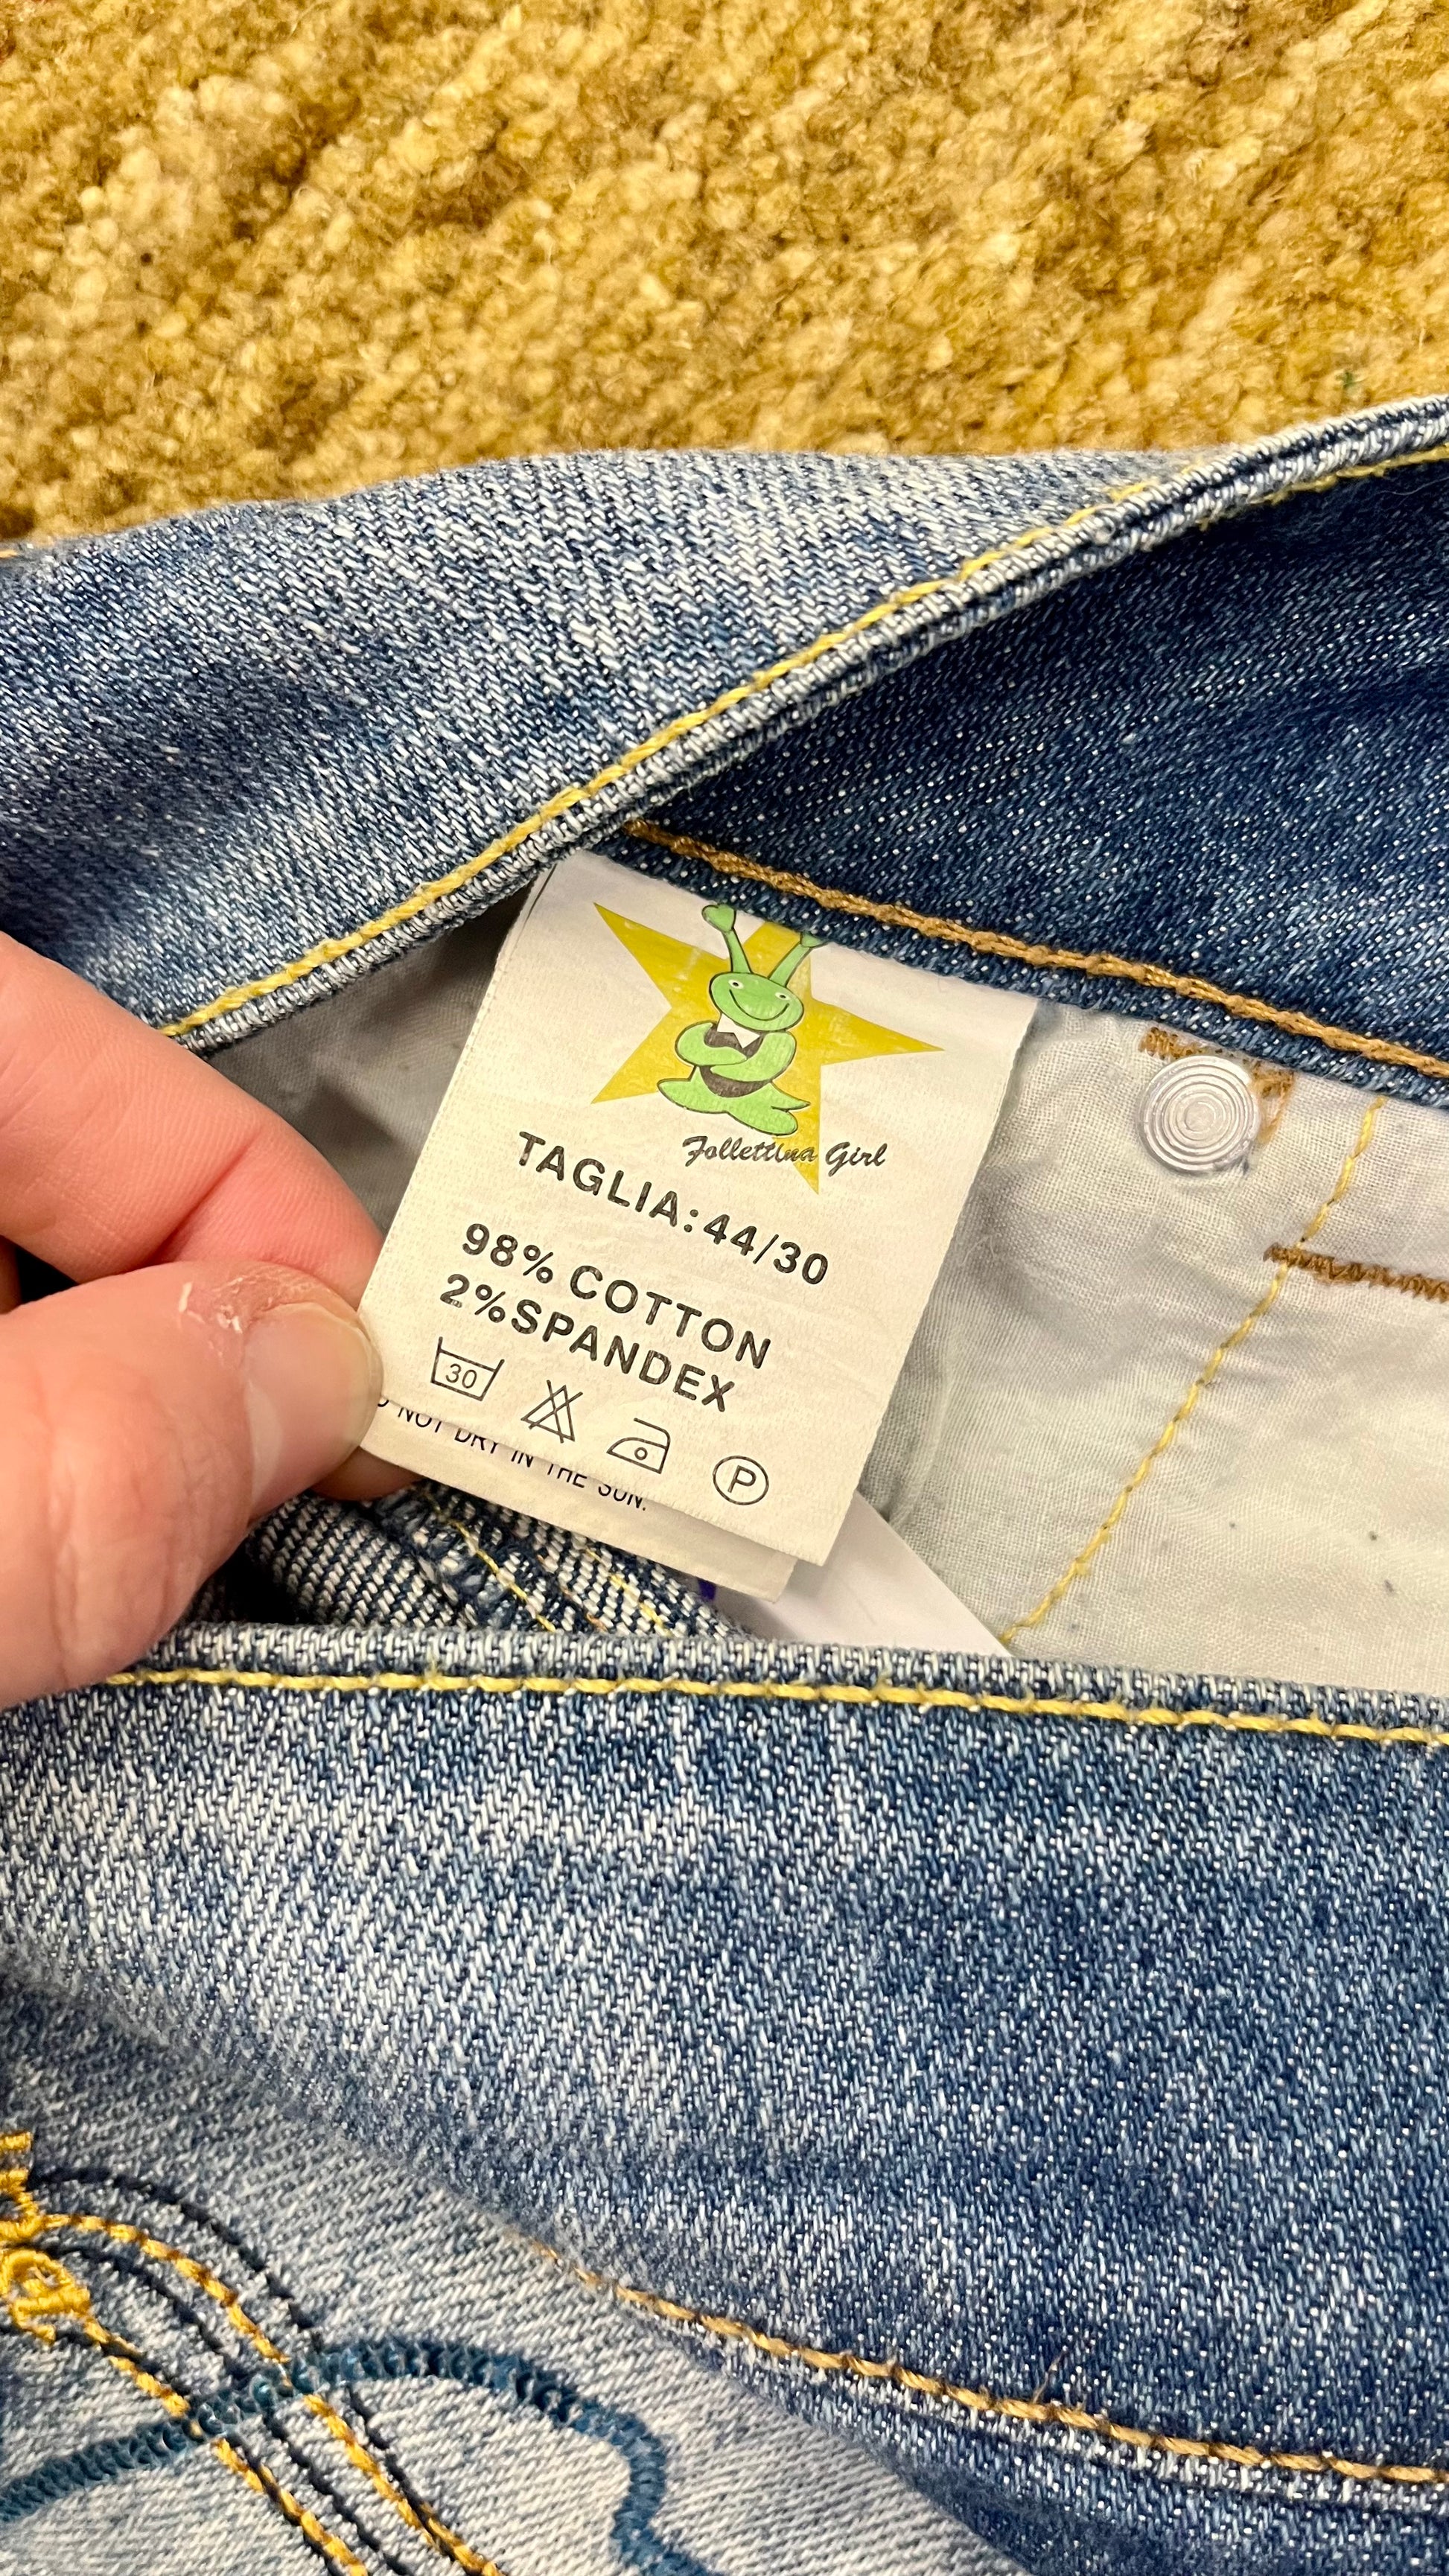 Follettina Girl
TAGLIA:44/30
98% COTTON
2%SPANDEX
30
P
NOT DRY IN THE SUN.